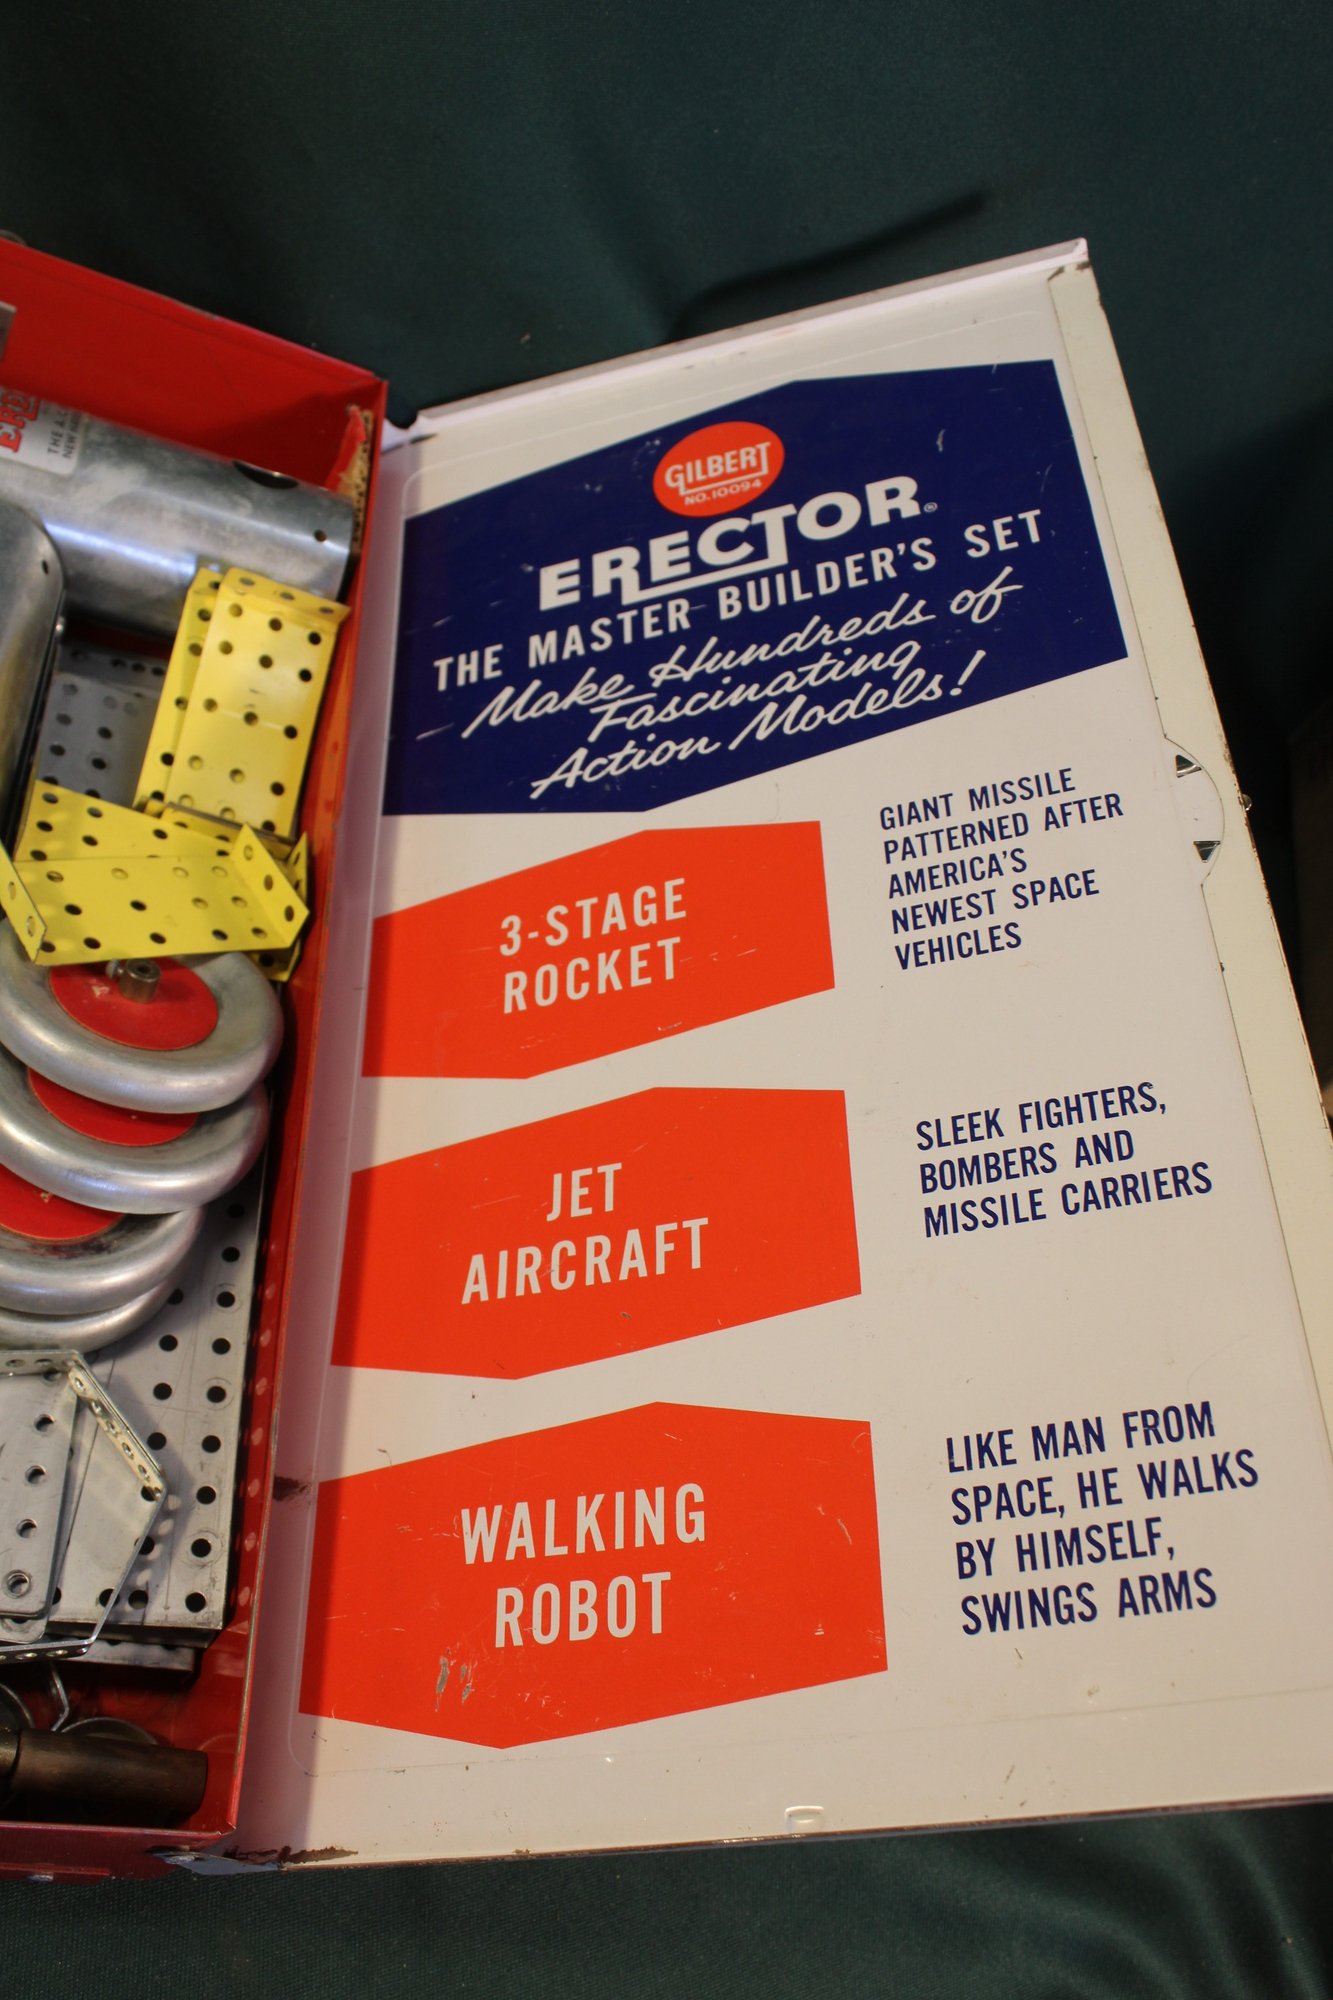 GILBERT
NO.10094
ERECTOR®
THE MASTER BUILDER'S SET
Make Hundreds of
Fascinating
Action Models!
3-STAGE
ROCKET
GIANT MISSILE
PATTERNED AFTER
AMERICA'S
NEWEST SPACE
VEHICLES
JET
AIRCRAFT
SLEEK FIGHTERS,
BOMBERS AND
MISSILE CARRIERS
WALKING
ROBOT
LIKE MAN FROM
SPACE, HE WALKS
BY HIMSELF,
SWINGS ARMS
THE A.C.
NEW